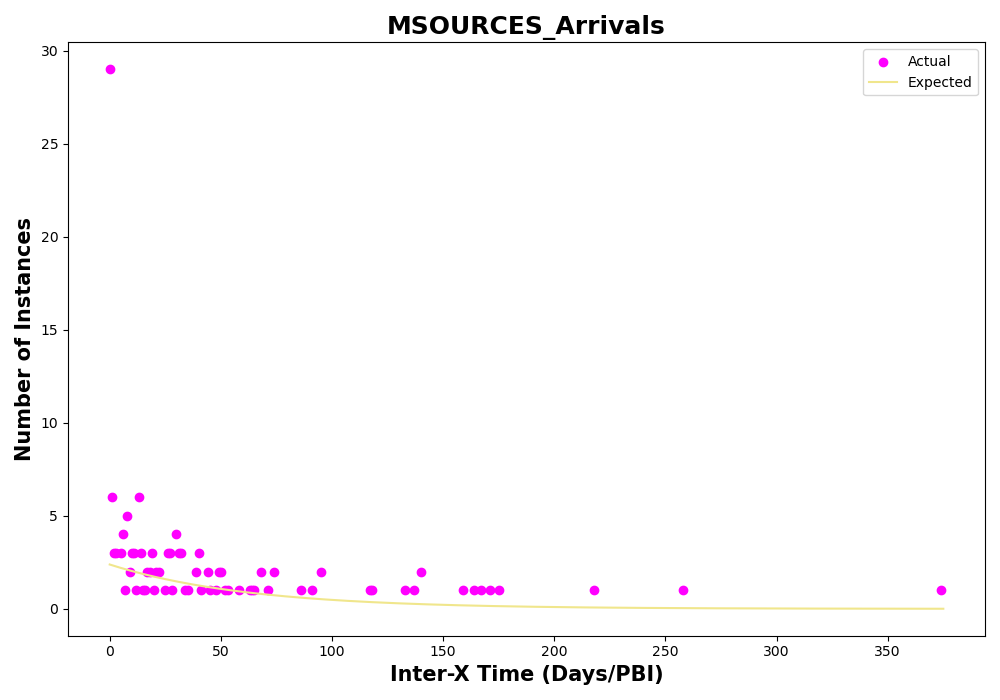 MSOURCES_Arrivals
Actual
Expected
Number of Instances
30
25
20
15
10
5
0
0 50 100 150 200 250 300 350
Inter-X Time (Days/PBI)